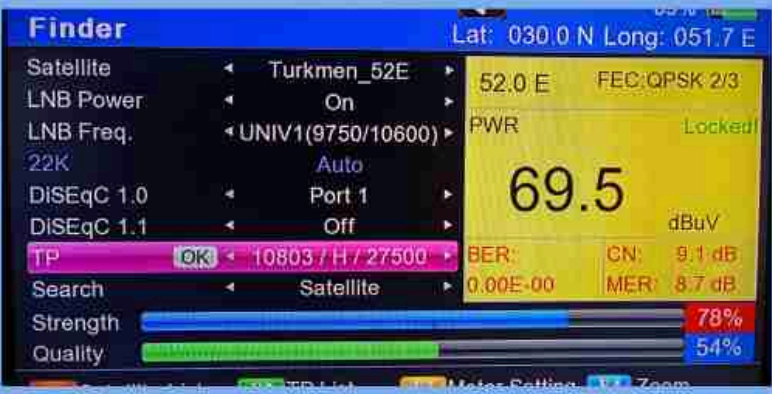 Finder
Lat: 030.0 N Long: 051.7 E
Satellite Turkmen_52E
LNB Power On
LNB Freq. UNIV1(9750/10600)
22K Auto
DiSEqC 1.0 Port 1
DiSEqC 1.1 Off
TP OK 10803 / H / 27500
Search Satellite
52.0 E FEC:QPSK 2/3
PWR Locked!
69.5
dBuV
BER: CN: 9.1 dB
0.00E-00 MER: 8.7 dB
Strength 78%
Quality 54%
TP List Motor Setting Zoom